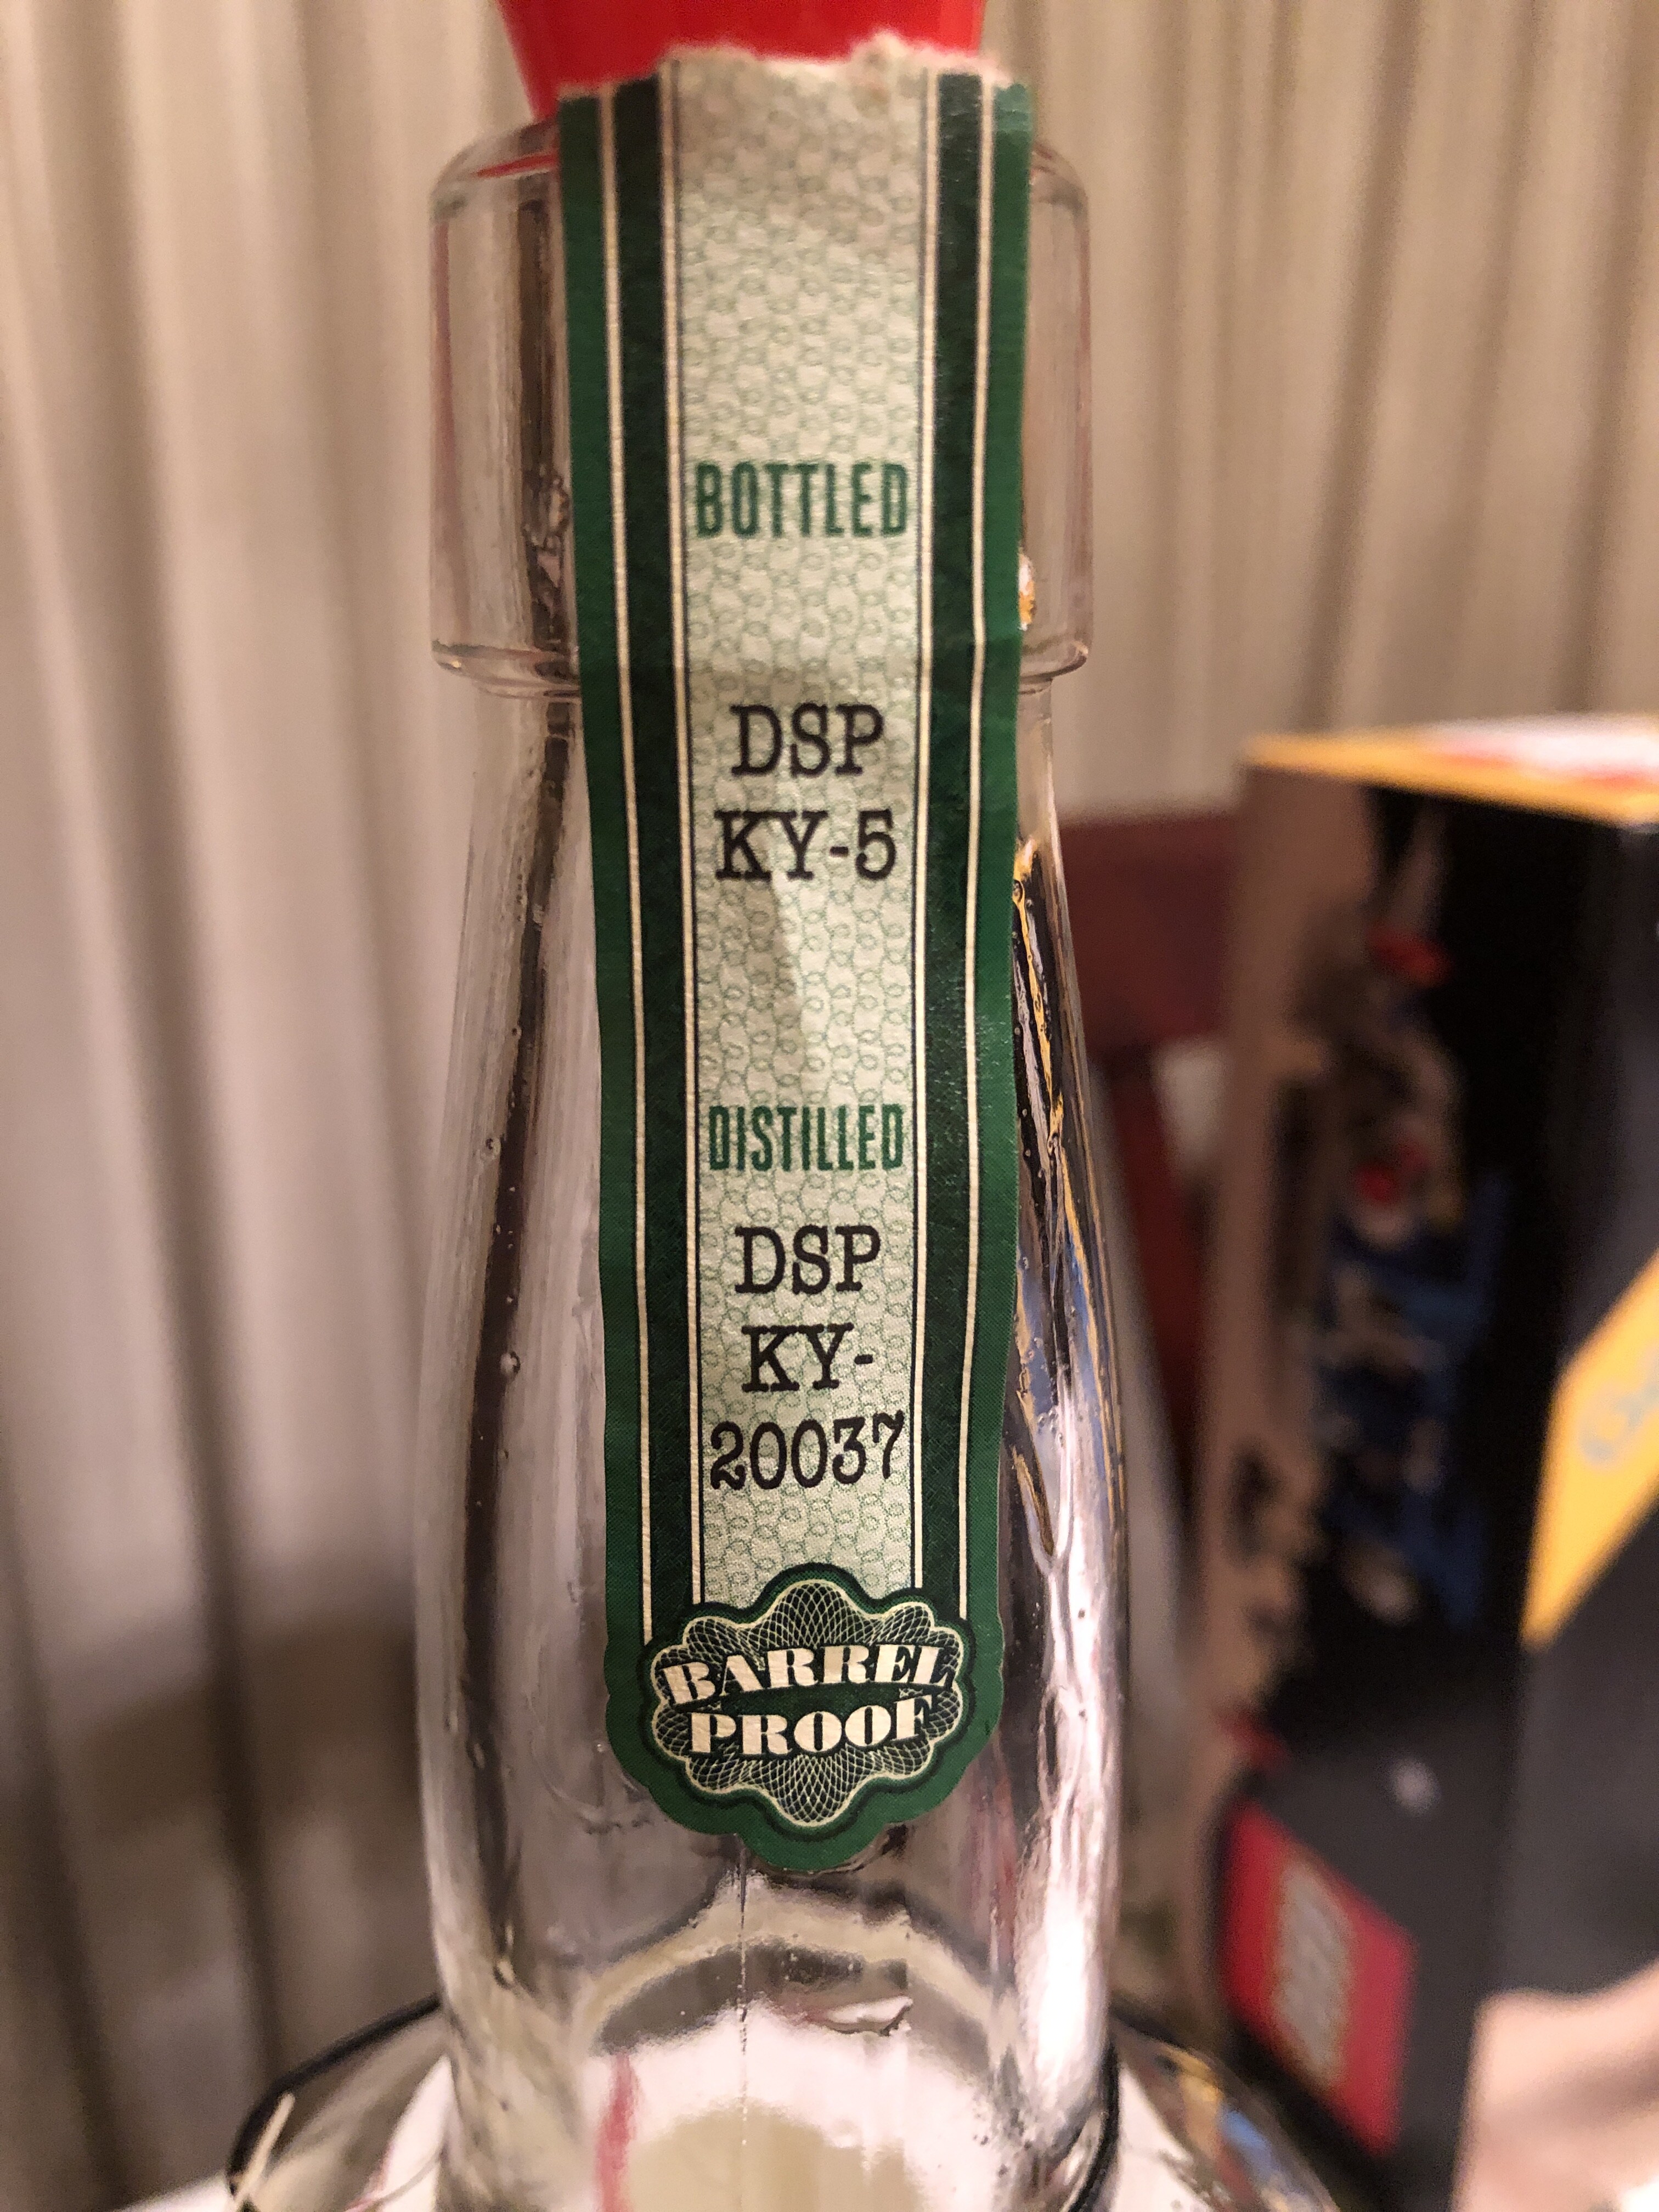 BOTTLED
DSP
KY-5
DISTILLED
DSP
KY-
20037
BARREL
PROOF